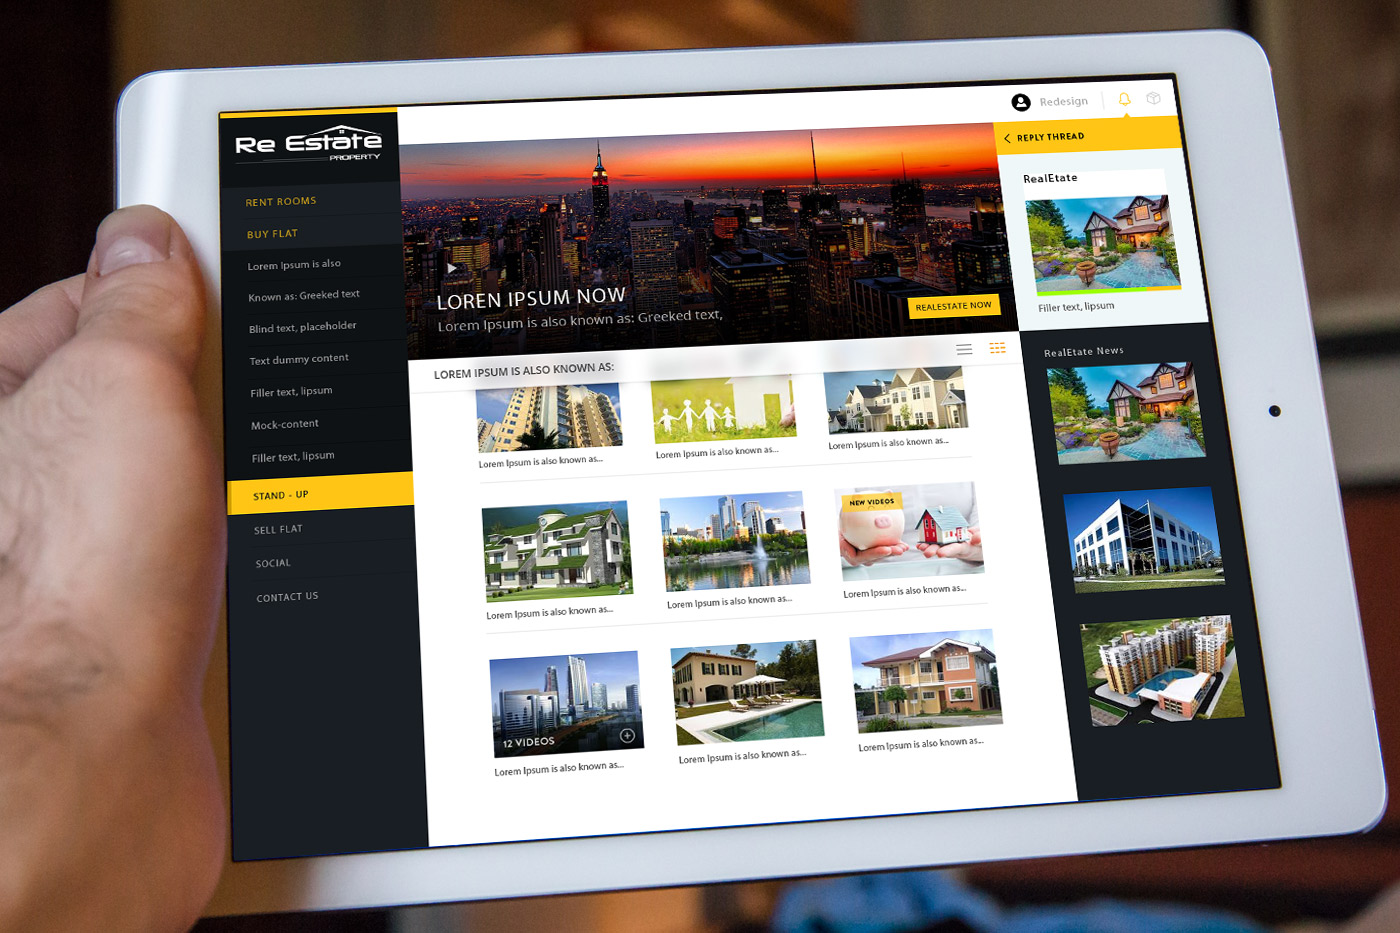 Re Estate
PROPERTY
RENT ROOMS
BUY FLAT
Lorem Ipsum is also
Known as: Greeked text
Blind text, placeholder
Text dummy content
Filler text, lipsum
Mock-content
Filler text, lipsum
STAND - UP
SELL FLAT
SOCIAL
CONTACT US
Redesign
LOREN IPSUM NOW
Lorem Ipsum is also known as: Greeked text,
REALESTATE NOW
LOREM IPSUM IS ALSO KNOWN AS:
Lorem Ipsum is also known as...
Lorem Ipsum is also known as...
Lorem Ipsum is also known as...
NEW VIDEOS
Lorem Ipsum is also known as...
Lorem Ipsum is also known as...
Lorem Ipsum is also known as...
12 VIDEOS
Lorem Ipsum is also known as...
Lorem Ipsum is also known as...
Lorem Ipsum is also known as...
REPLY THREAD
RealEtate
Filler text, lipsum
RealEtate News